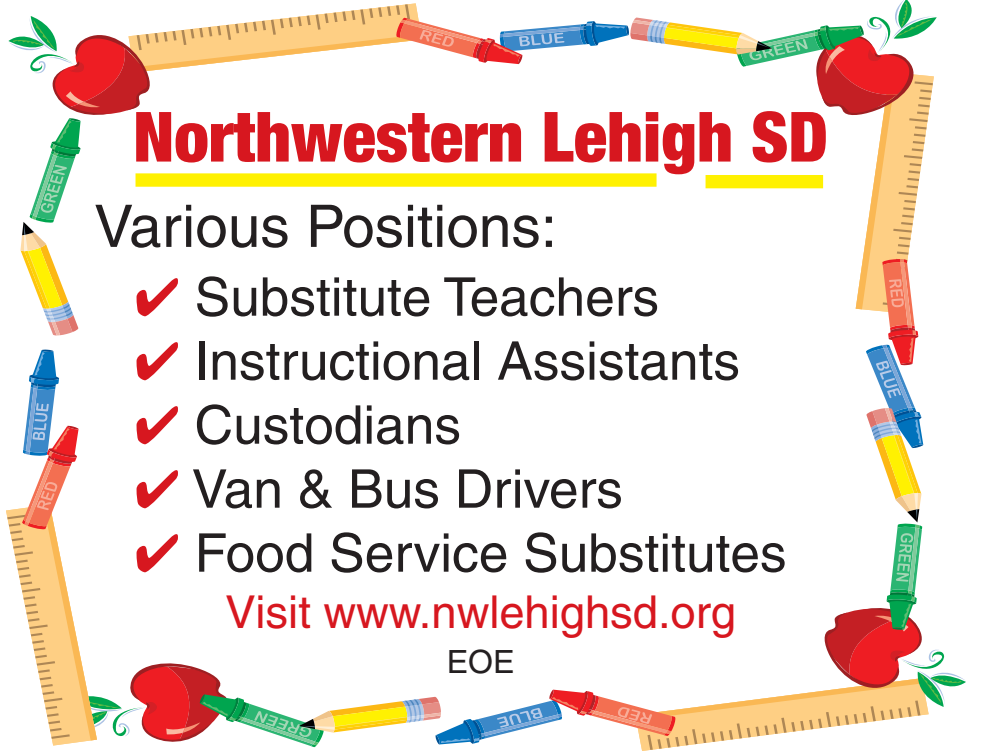 RED
BLUE
GREEN
Northwestern Lehigh SD
GREEN
Various Positions:
✔ Substitute Teachers
RED
✔ Instructional Assistants
BLUE
BLUE
✔ Custodians
✔ Van & Bus Drivers
RED
✔ Food Service Substitutes
GREEN
Visit www.nwlehighsd.org
EOE
GREEN
BLUE
RED